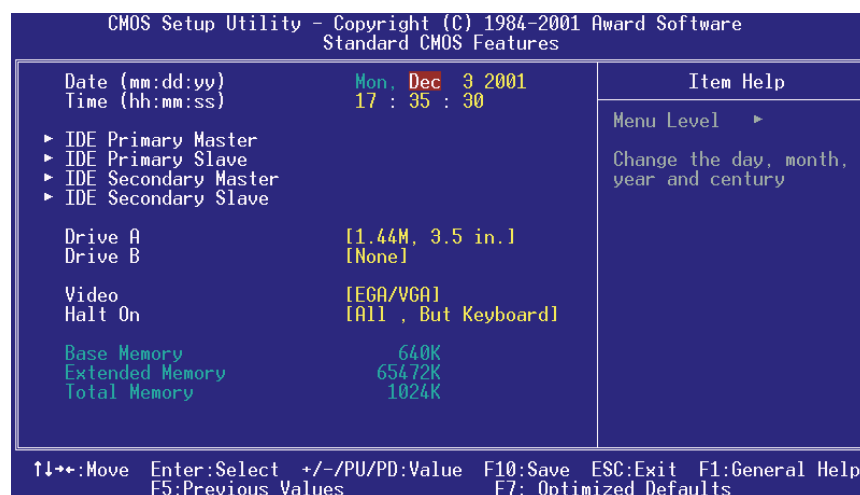 CMOS Setup Utility – Copyright (C) 1984-2001 Award Software
Standard CMOS Features
Date (mm:dd:yy) Mon, Dec 3 2001
Time (hh:mm:ss) 17 : 35 : 30
► IDE Primary Master
► IDE Primary Slave
► IDE Secondary Master
► IDE Secondary Slave
Drive A [1.44M, 3.5 in.]
Drive B [None]
Video [EGA/VGA]
Halt On [All , But Keyboard]
Base Memory 640K
Extended Memory 65472K
Total Memory 1024K
Item Help
Menu Level ►
Change the day, month,
year and century
↑↓→←:Move Enter:Select +/-/PU/PD:Value F10:Save ESC:Exit F1:General Help
F5:Previous Values F7: Optimized Defaults